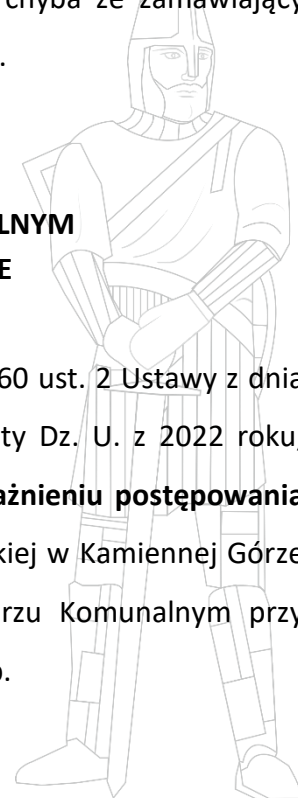 chyba że zamawiający
.
LNYM
E
60 ust. 2 Ustawy z dnia
ty Dz. U. z 2022 roku,
ażnieniu postępowania
kiej w Kamiennej Górze
rzu Komunalnym przy
.